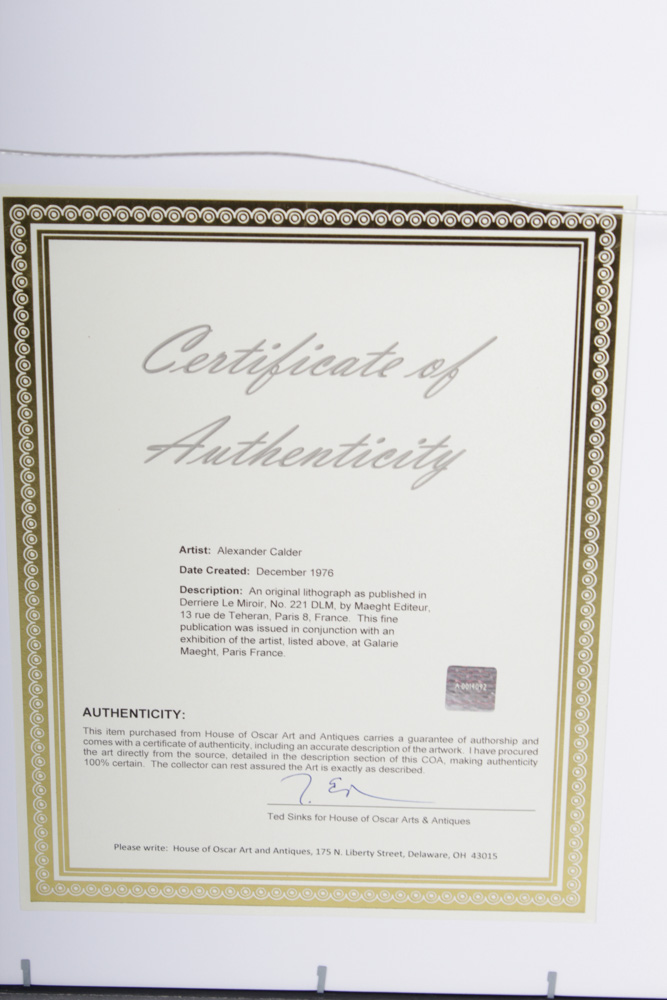 Certificate of
Authenticity
Artist: Alexander Calder
Date Created: December 1976
Description: An original lithograph as published in
Derriere Le Miroir, No. 221 DLM, by Maeght Editeur,
13 rue de Teheran, Paris 8, France. This fine
publication was issued in conjunction with an
exhibition of the artist, listed above, at Galarie
Maeght, Paris France.
AUTHENTICITY:
This item purchased from House of Oscar Art and Antiques carries a guarantee of authorship and
comes with a certificate of authenticity, including an accurate description of the artwork. I have procured
the art directly from the source, detailed in the description section of this COA, making authenticity
100% certain. The collector can rest assured the Art is exactly as described.
Ted Sinks for House of Oscar Arts & Antiques
Please write: House of Oscar Art and Antiques, 175 N. Liberty Street, Delaware, OH 43015